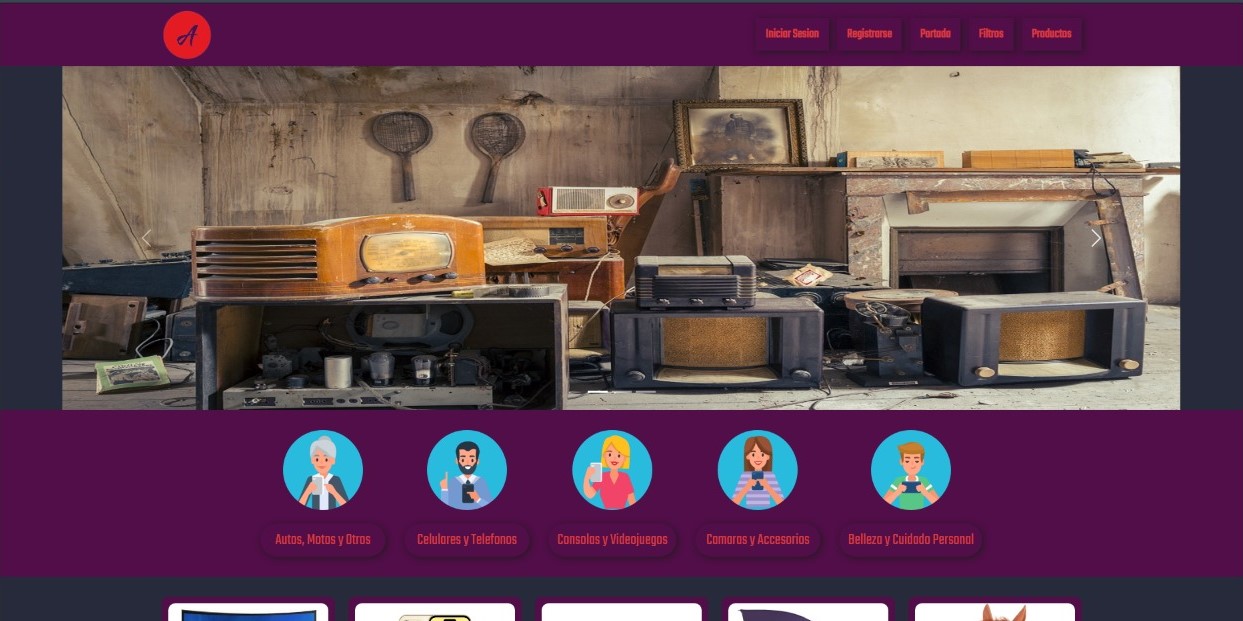 A
Iniciar Sesion
Registrarse
Portada
Filtros
Productos
Autos, Motos y Otros
Celulares y Telefonos
Consolas y Videojuegos
Camaras y Accesorios
Belleza y Cuidado Personal